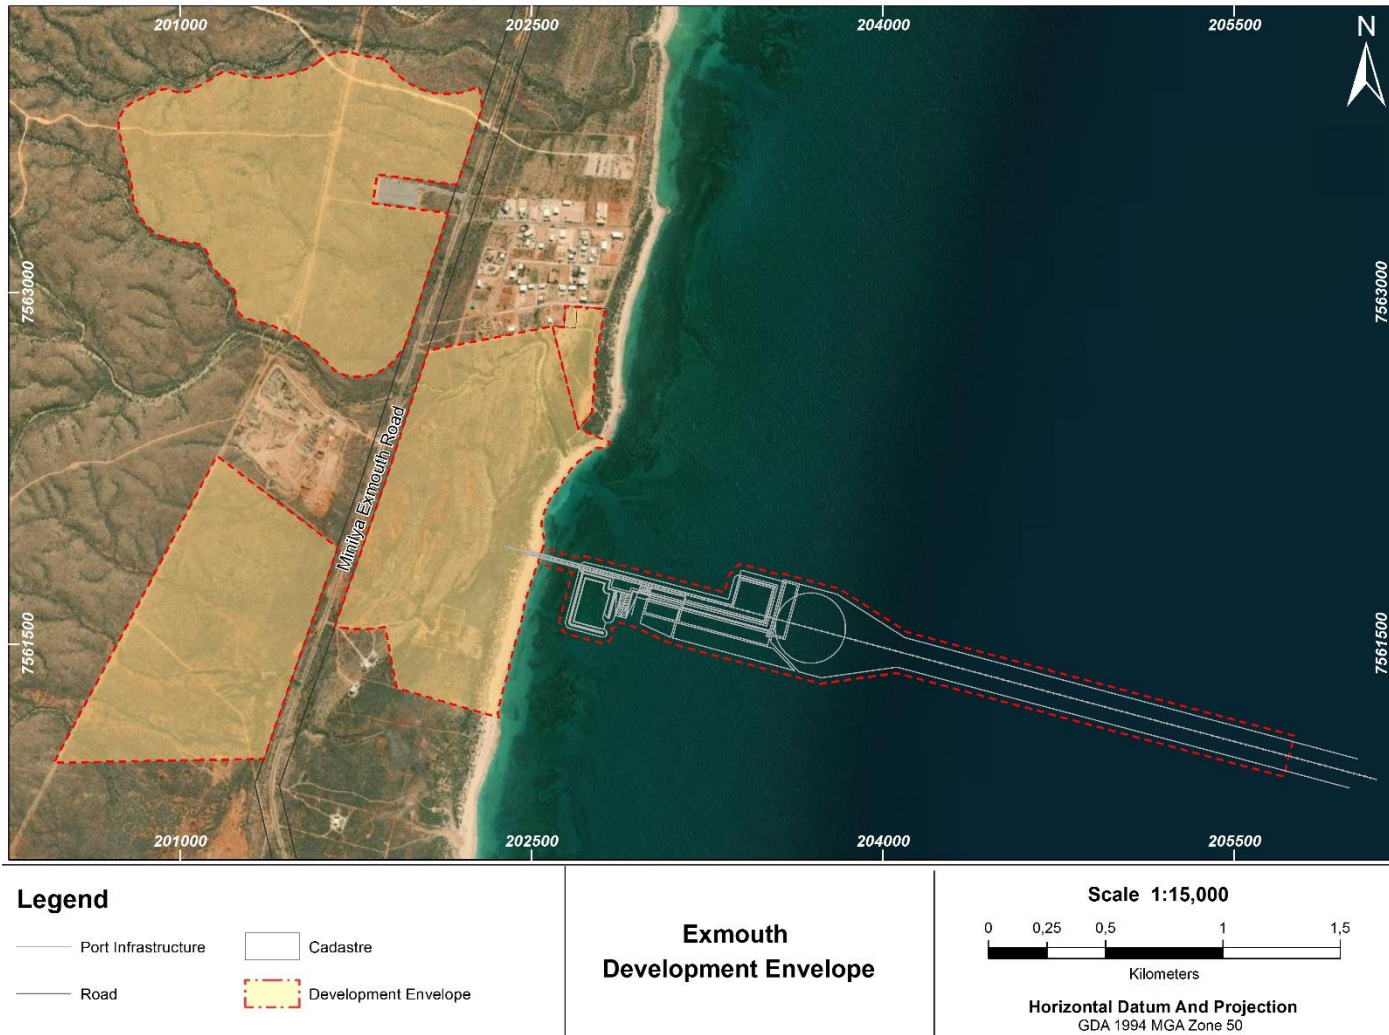 201000 202500 204000 205500
N
7563000 7563000
Minilya Exmouth Road
7561500 7561500
201000 202500 204000 205500
Legend
Port Infrastructure
Cadastre
Road
Development Envelope
Exmouth
Development Envelope
Scale 1:15,000
0 0,25 0,5 1 1,5
Kilometers
Horizontal Datum And Projection
GDA 1994 MGA Zone 50